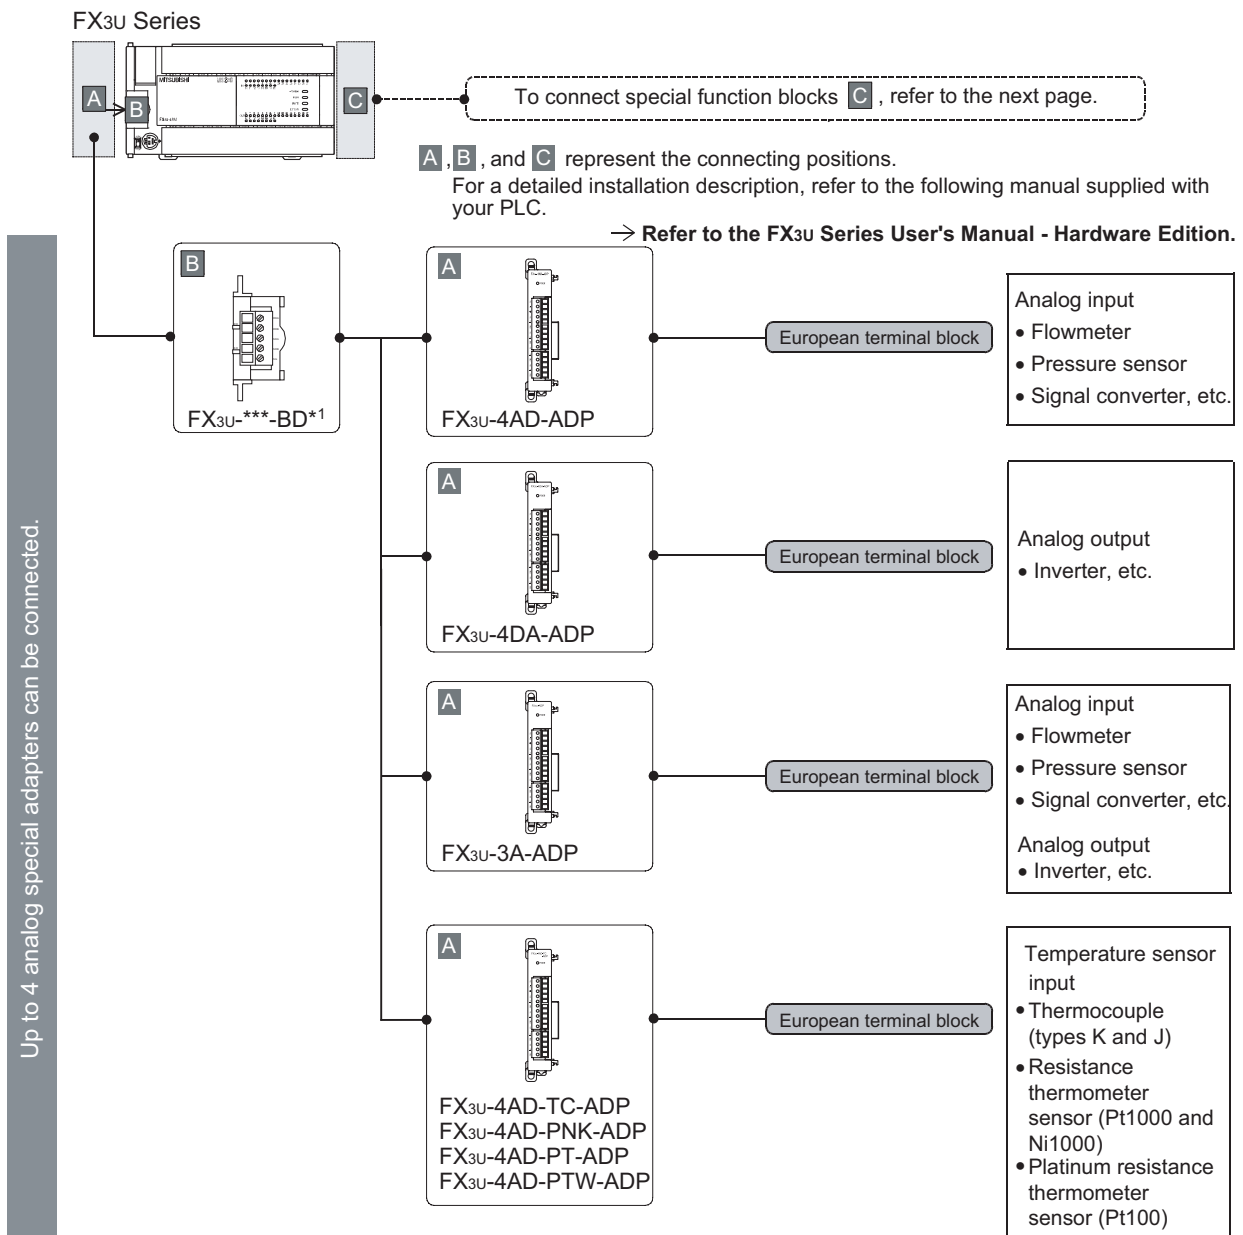 FX3U Series
A
B
C
MITSUBISHI
To connect special function blocks C , refer to the next page.
A , B , and C represent the connecting positions.
For a detailed installation description, refer to the following manual supplied with
your PLC.
→ Refer to the FX3U Series User's Manual - Hardware Edition.
Up to 4 analog special adapters can be connected.
B
FX3U-***-BD*1
A
FX3U-4AD-ADP
European terminal block
Analog input
• Flowmeter
• Pressure sensor
• Signal converter, etc.
A
FX3U-4DA-ADP
European terminal block
Analog output
• Inverter, etc.
A
FX3U-3A-ADP
European terminal block
Analog input
• Flowmeter
• Pressure sensor
• Signal converter, etc.
Analog output
• Inverter, etc.
A
FX3U-4AD-TC-ADP
FX3U-4AD-PNK-ADP
FX3U-4AD-PT-ADP
FX3U-4AD-PTW-ADP
European terminal block
Temperature sensor
input
• Thermocouple
(types K and J)
• Resistance
thermometer
sensor (Pt1000 and
Ni1000)
• Platinum resistance
thermometer
sensor (Pt100)